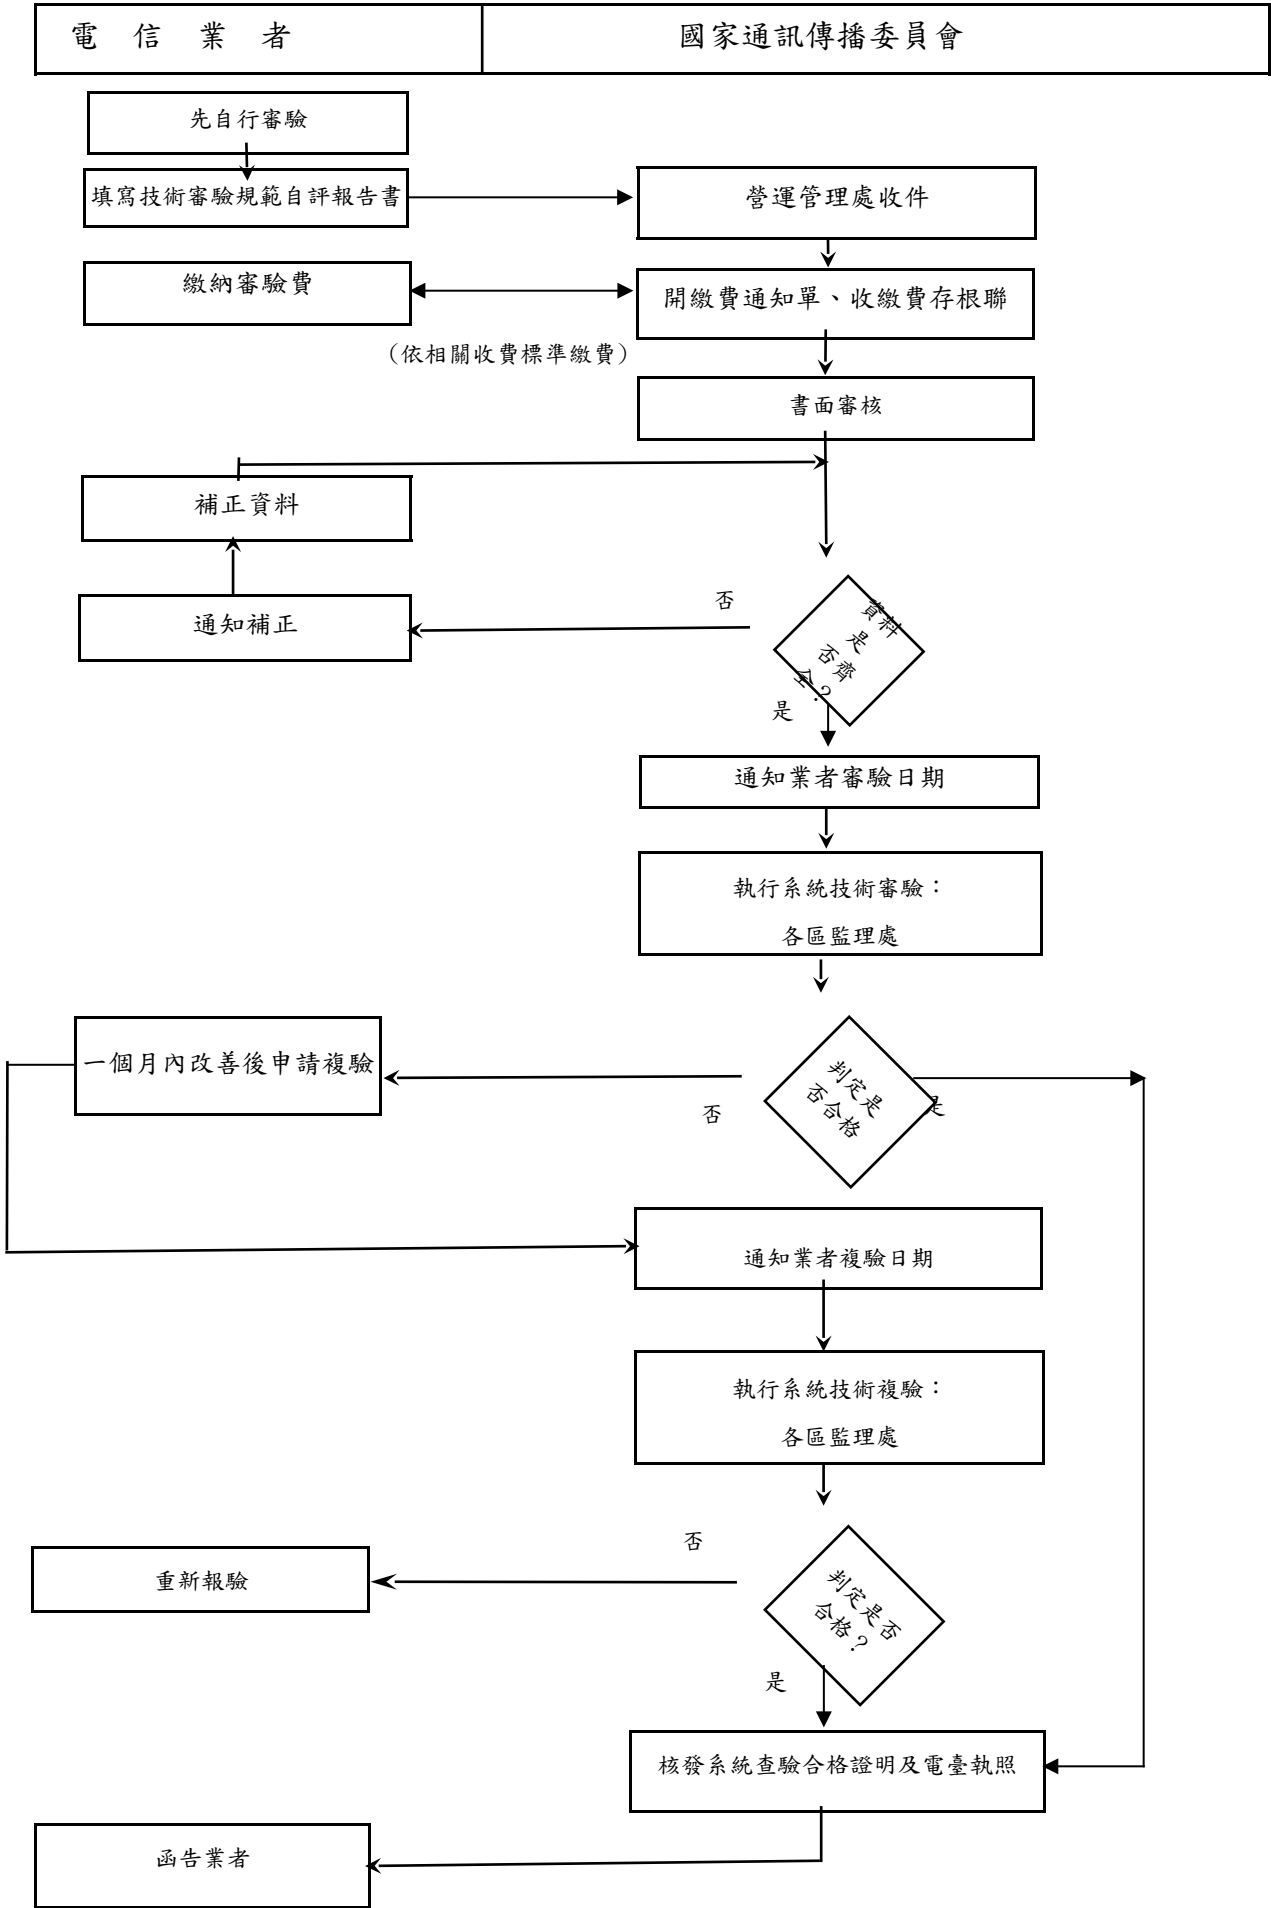 電信業者
國家通訊傳播委員會
先自行審驗
填寫技術審驗規範自評報告書
營運管理處收件
繳納審驗費
開繳費通知單、收繳費存根聯
（依相關收費標準繳費）
書面審核
補正資料
否
通知補正
資料
是
否齊
全？
是
通知業者審驗日期
執行系統技術審驗：
各區監理處
一個月內改善後申請複驗
否
判定是
否合格
是
通知業者複驗日期
執行系統技術複驗：
各區監理處
否
重新報驗
判定是否
合格？
是
核發系統查驗合格證明及電臺執照
函告業者